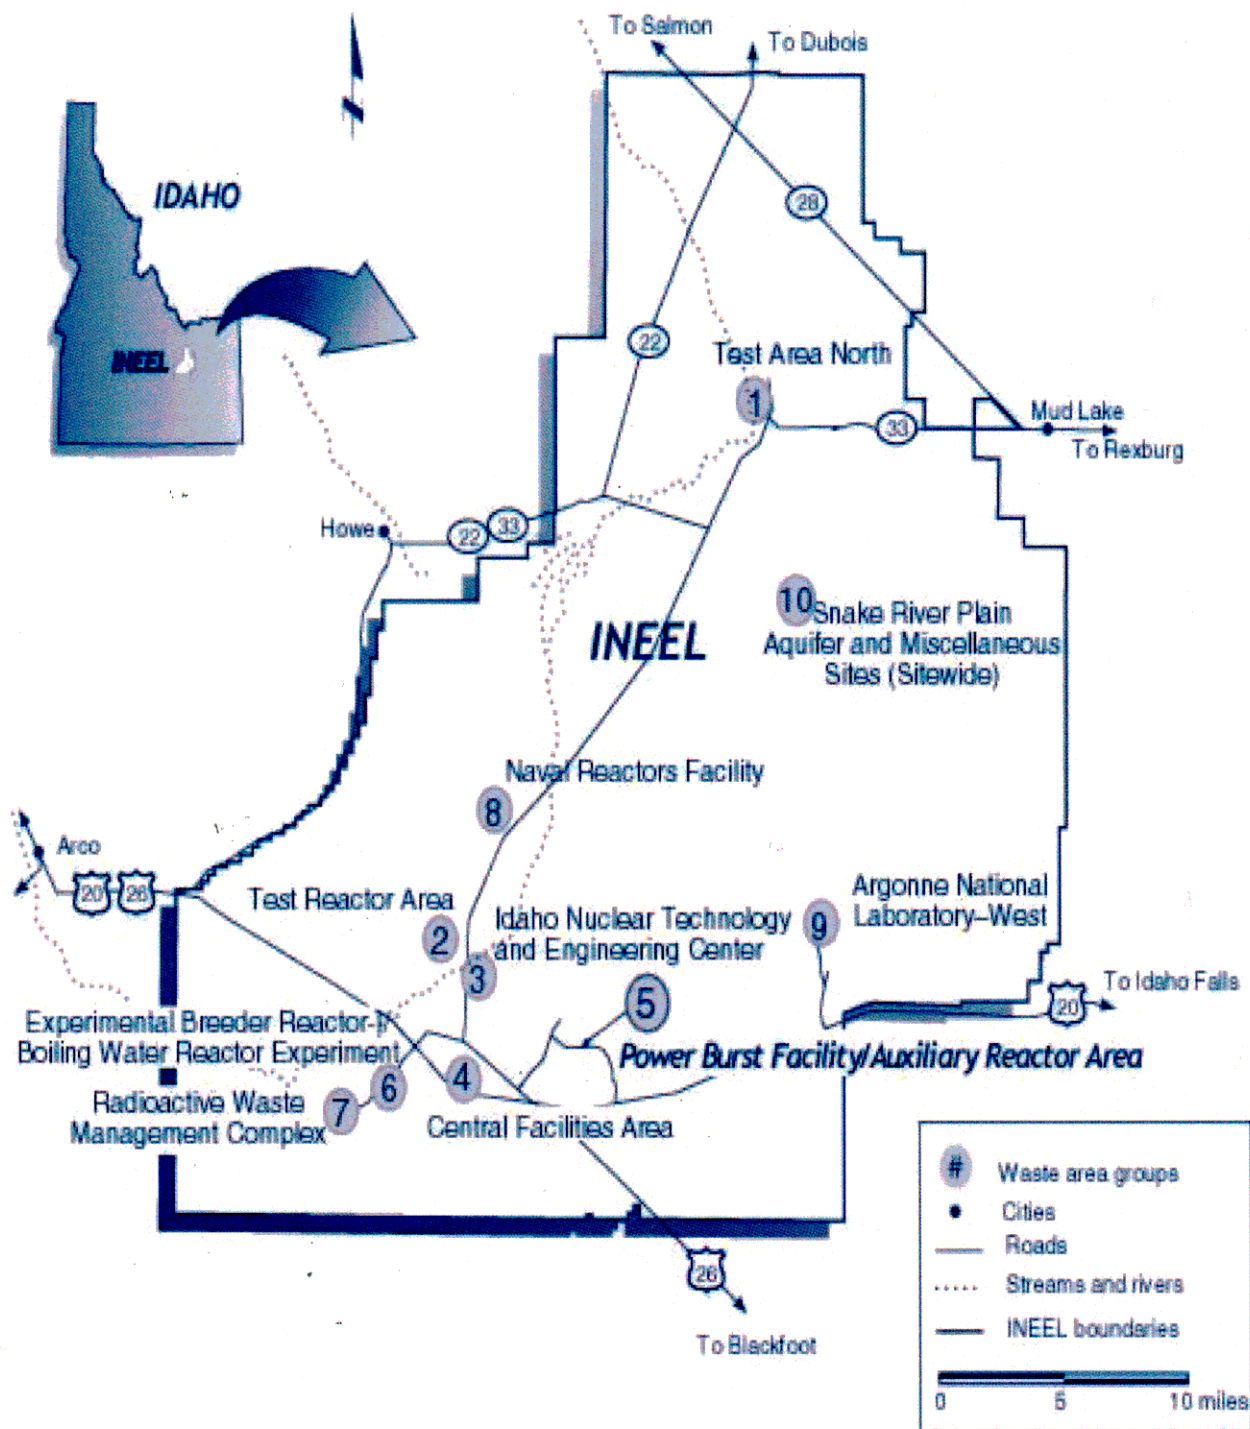 To Salmon
To Dubois
IDAHO
28
INEEL
22
Test Area North
1
Mud Lake
33
To Rexburg
Howe
22
33
10
Snake River Plain
Aquifer and Miscellaneous
Sites (Sitewide)
INEEL
Naval Reactors Facility
8
Arco
20
26
Test Reactor Area
2
Idaho Nuclear Technology
and Engineering Center
3
Argonne National
Laboratory–West
9
5
To Idaho Falls
20
Experimental Breeder Reactor-I/
Boiling Water Reactor Experiment
Power Burst Facility/Auxiliary Reactor Area
6
4
Radioactive Waste
Management Complex
7
Central Facilities Area
26
To Blackfoot
# Waste area groups
Cities
Roads
Streams and rivers
INEEL boundaries
0 5 10 miles